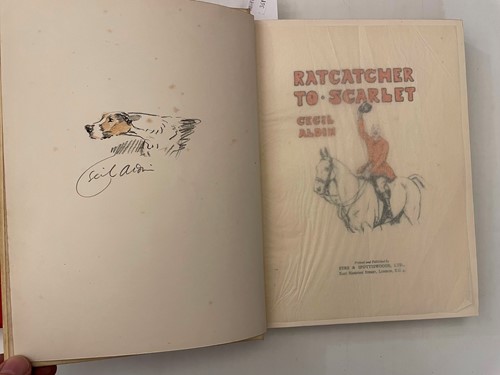 Cecil Aldin
RATCATCHER
TO·SCARLET
CECIL
ALDIN
EYRE & SPOTTISWOODE, LTD.